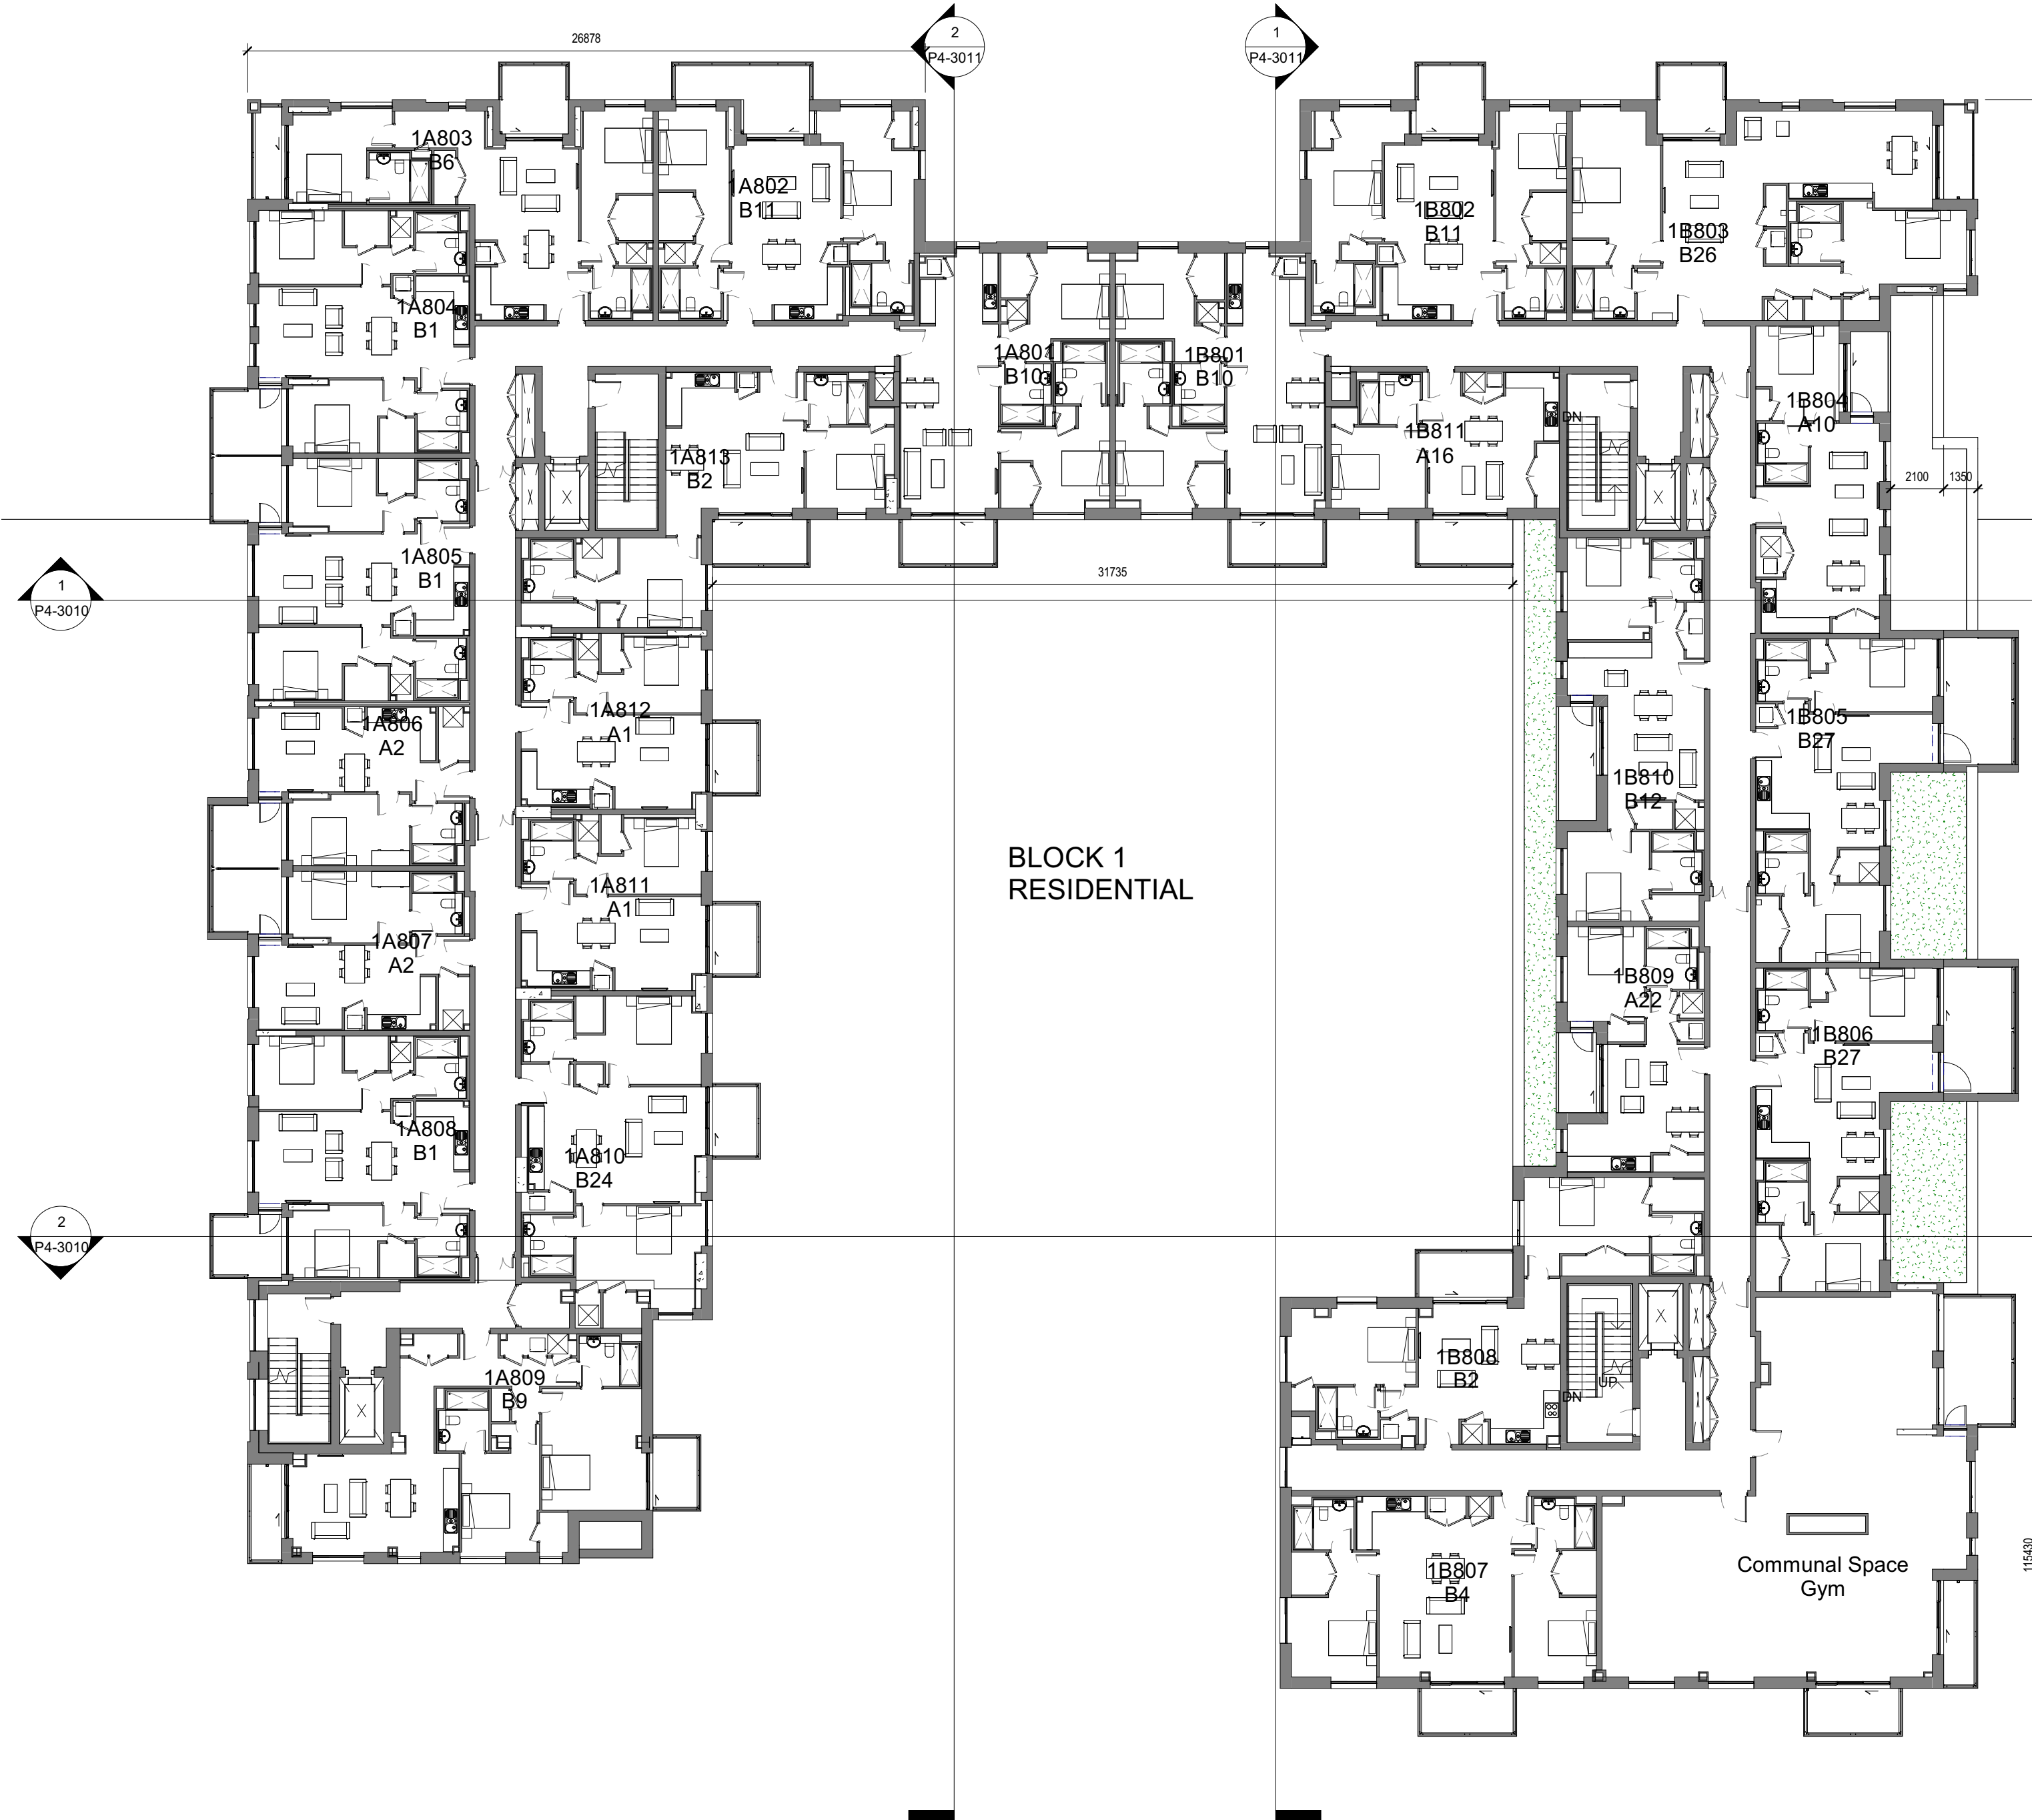 26878
2
P4-3011
1
P4-3011
1A803
B6
1A802
B11
1B802
B11
1B803
B26
1A804
B1
1A801
B10
1B801
B10
1B804
A10
DN
1A813
B2
1B811
A16
2100
1350
1A805
B1
1
P4-3010
31735
1A806
A2
1A812
A1
1B805
B27
1B810
B12
BLOCK 1
RESIDENTIAL
1A811
A1
1A807
A2
1B809
A22
1B806
B27
1A808
B1
1A810
B24
2
P4-3010
1A809
B9
1B808
B2
UP
DN
1B807
B4
Communal Space
Gym
115430